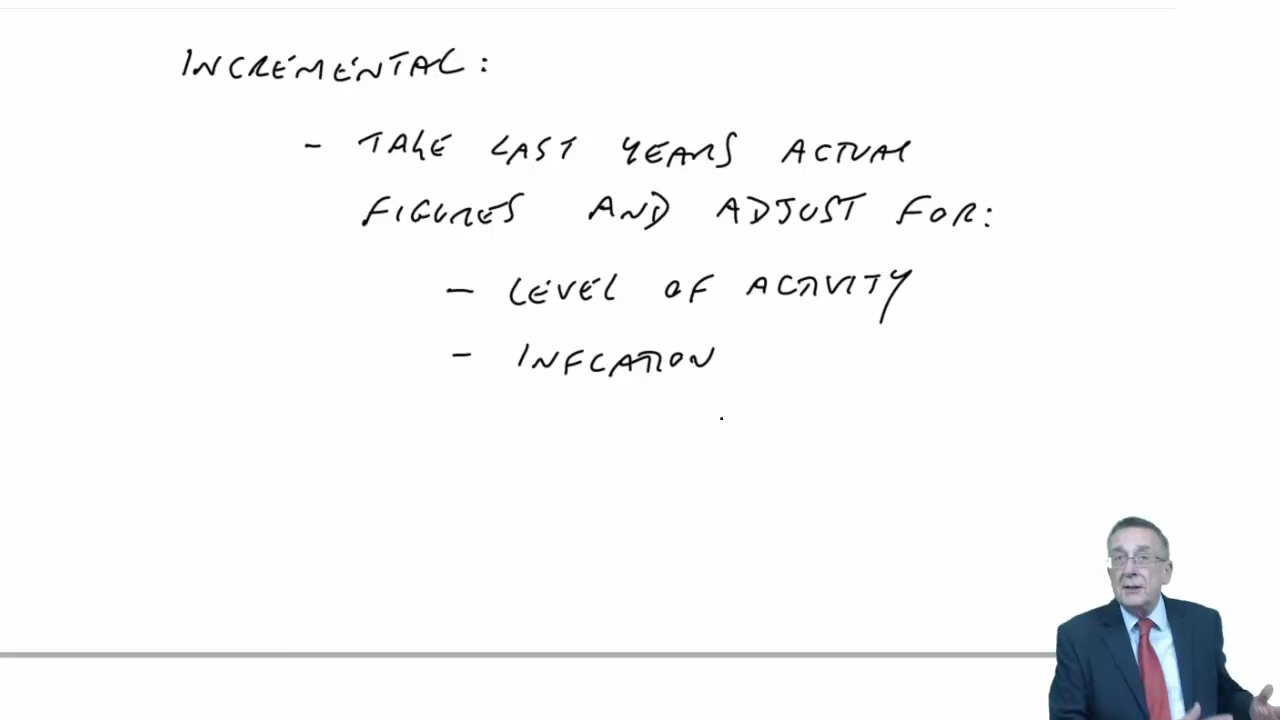 INCREMENTAL:
- TAKE LAST YEARS ACTUAL
FIGURES AND ADJUST FOR:
- LEVEL OF ACTIVITY
- INFLATION